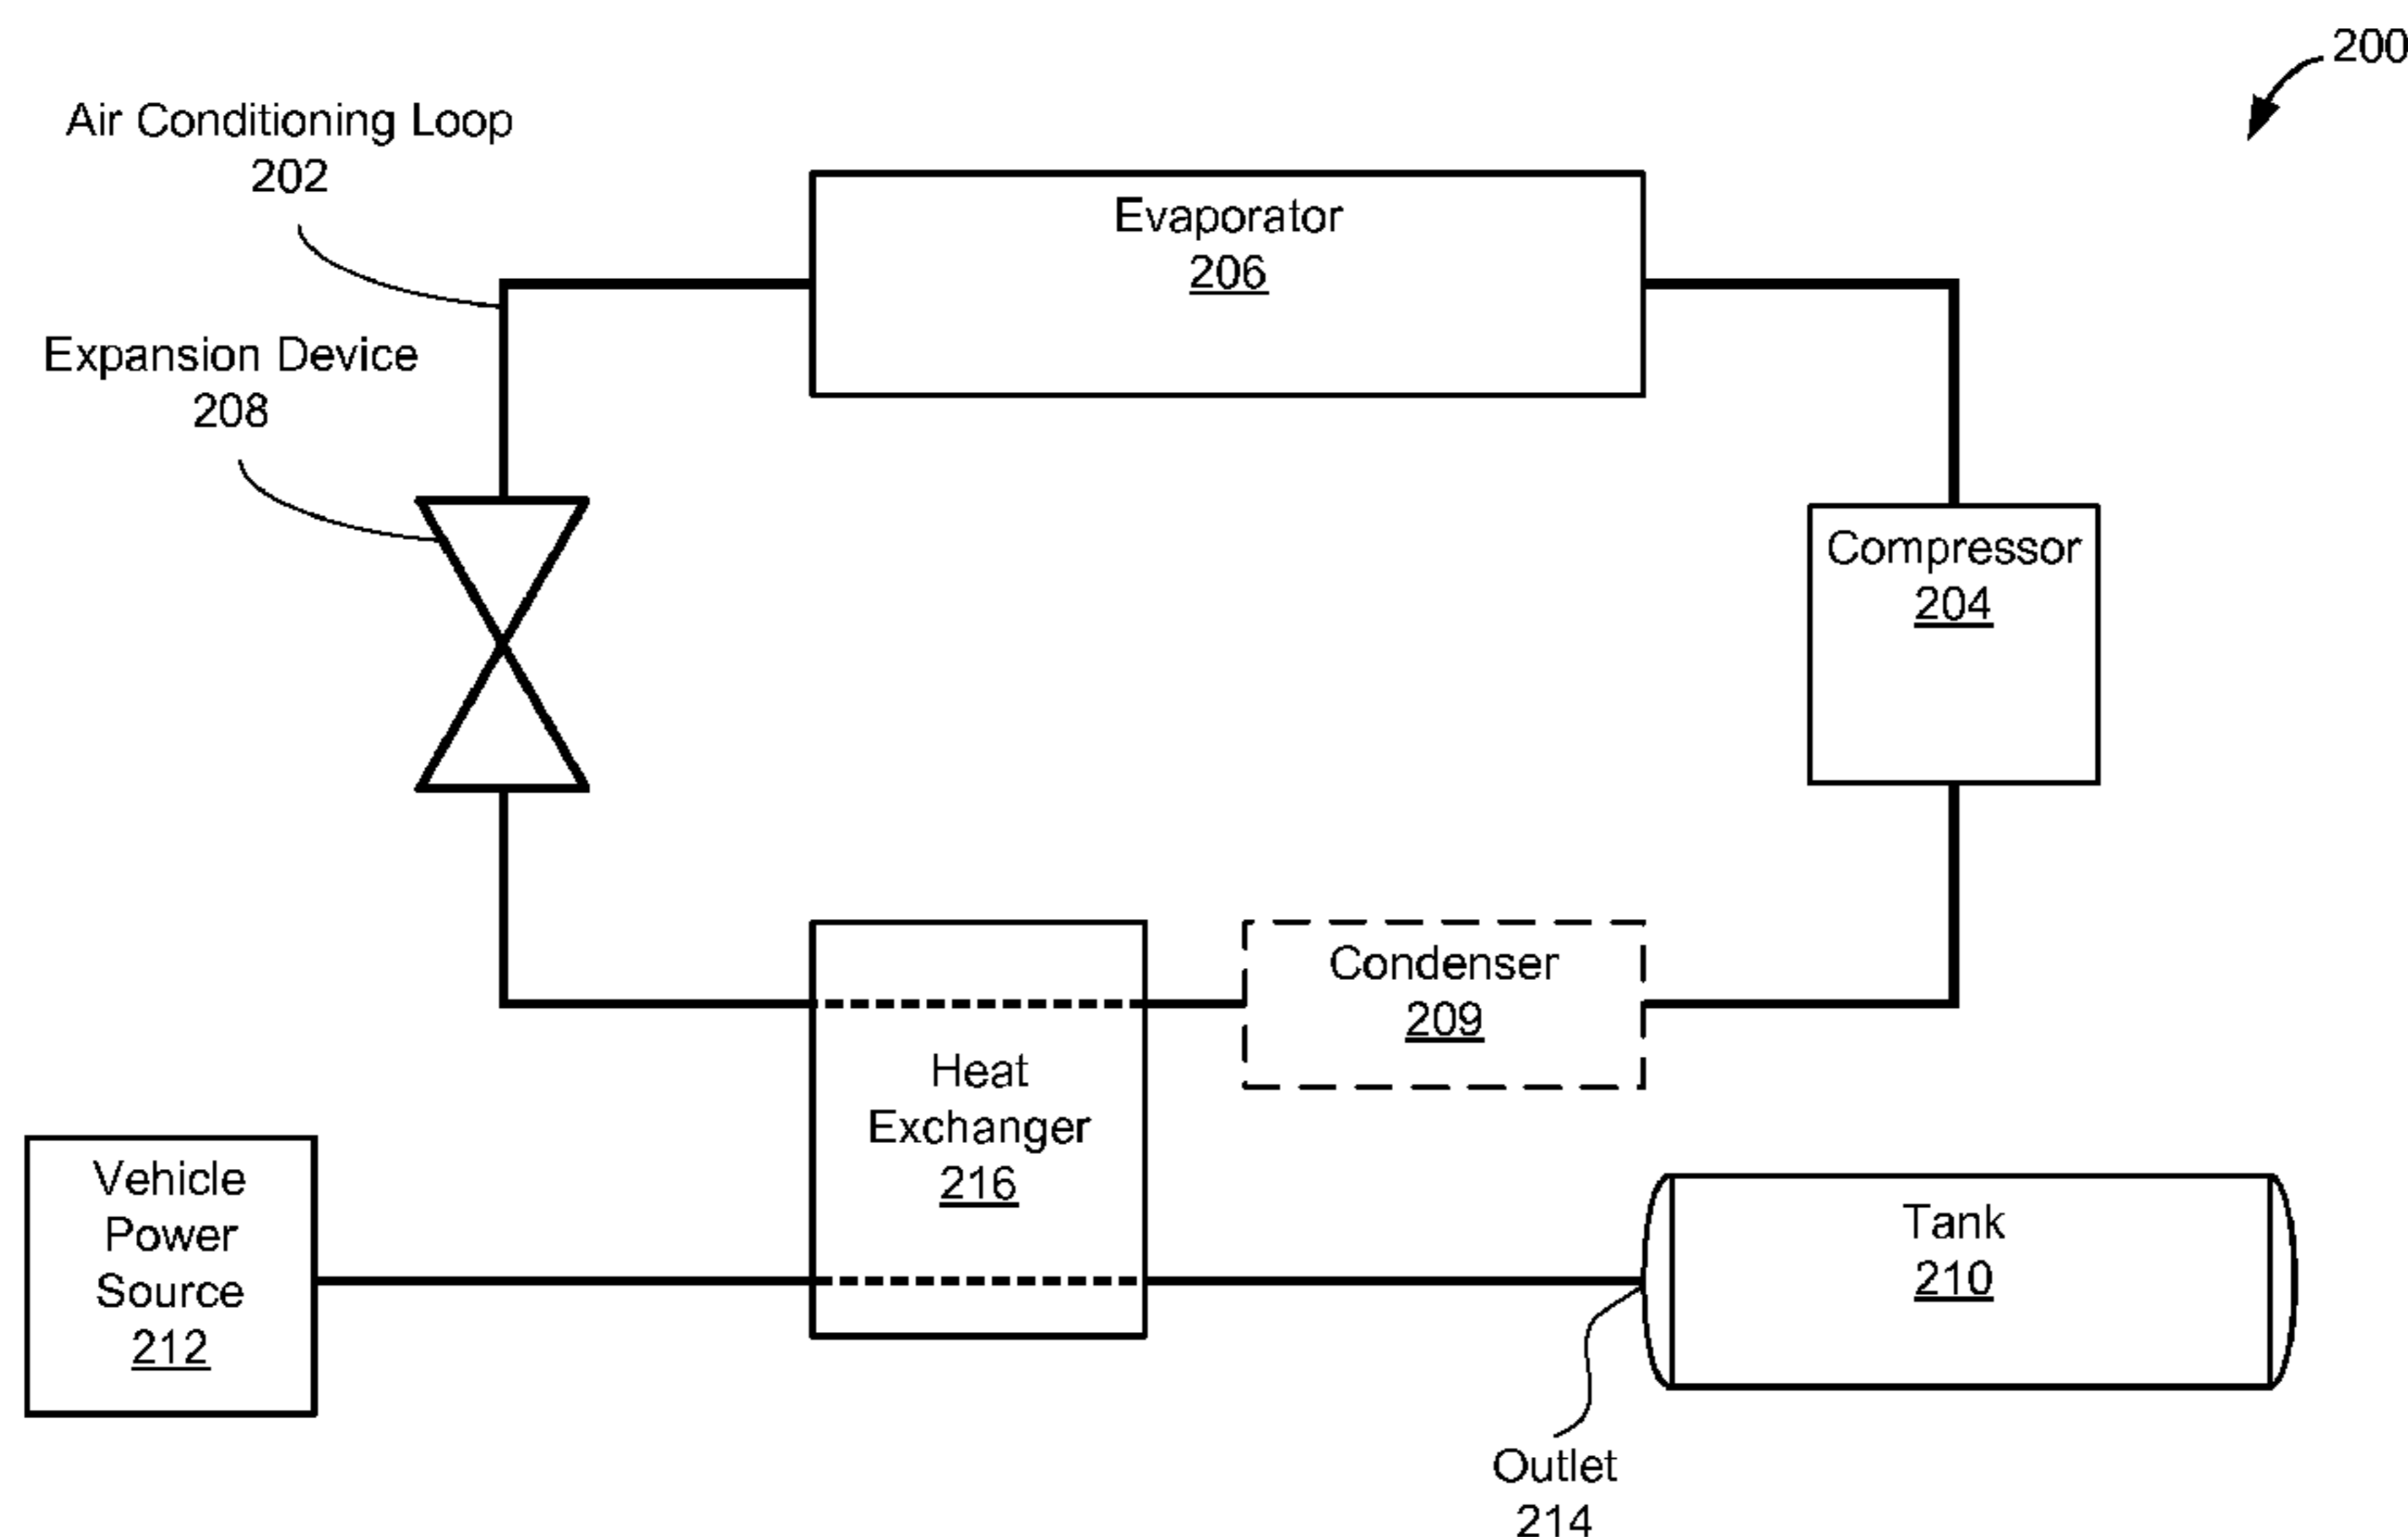 200
Air Conditioning Loop
202
Evaporator
206
Expansion Device
208
Compressor
204
Condenser
209
Heat
Exchanger
216
Vehicle
Power
Source
212
Tank
210
Outlet
214